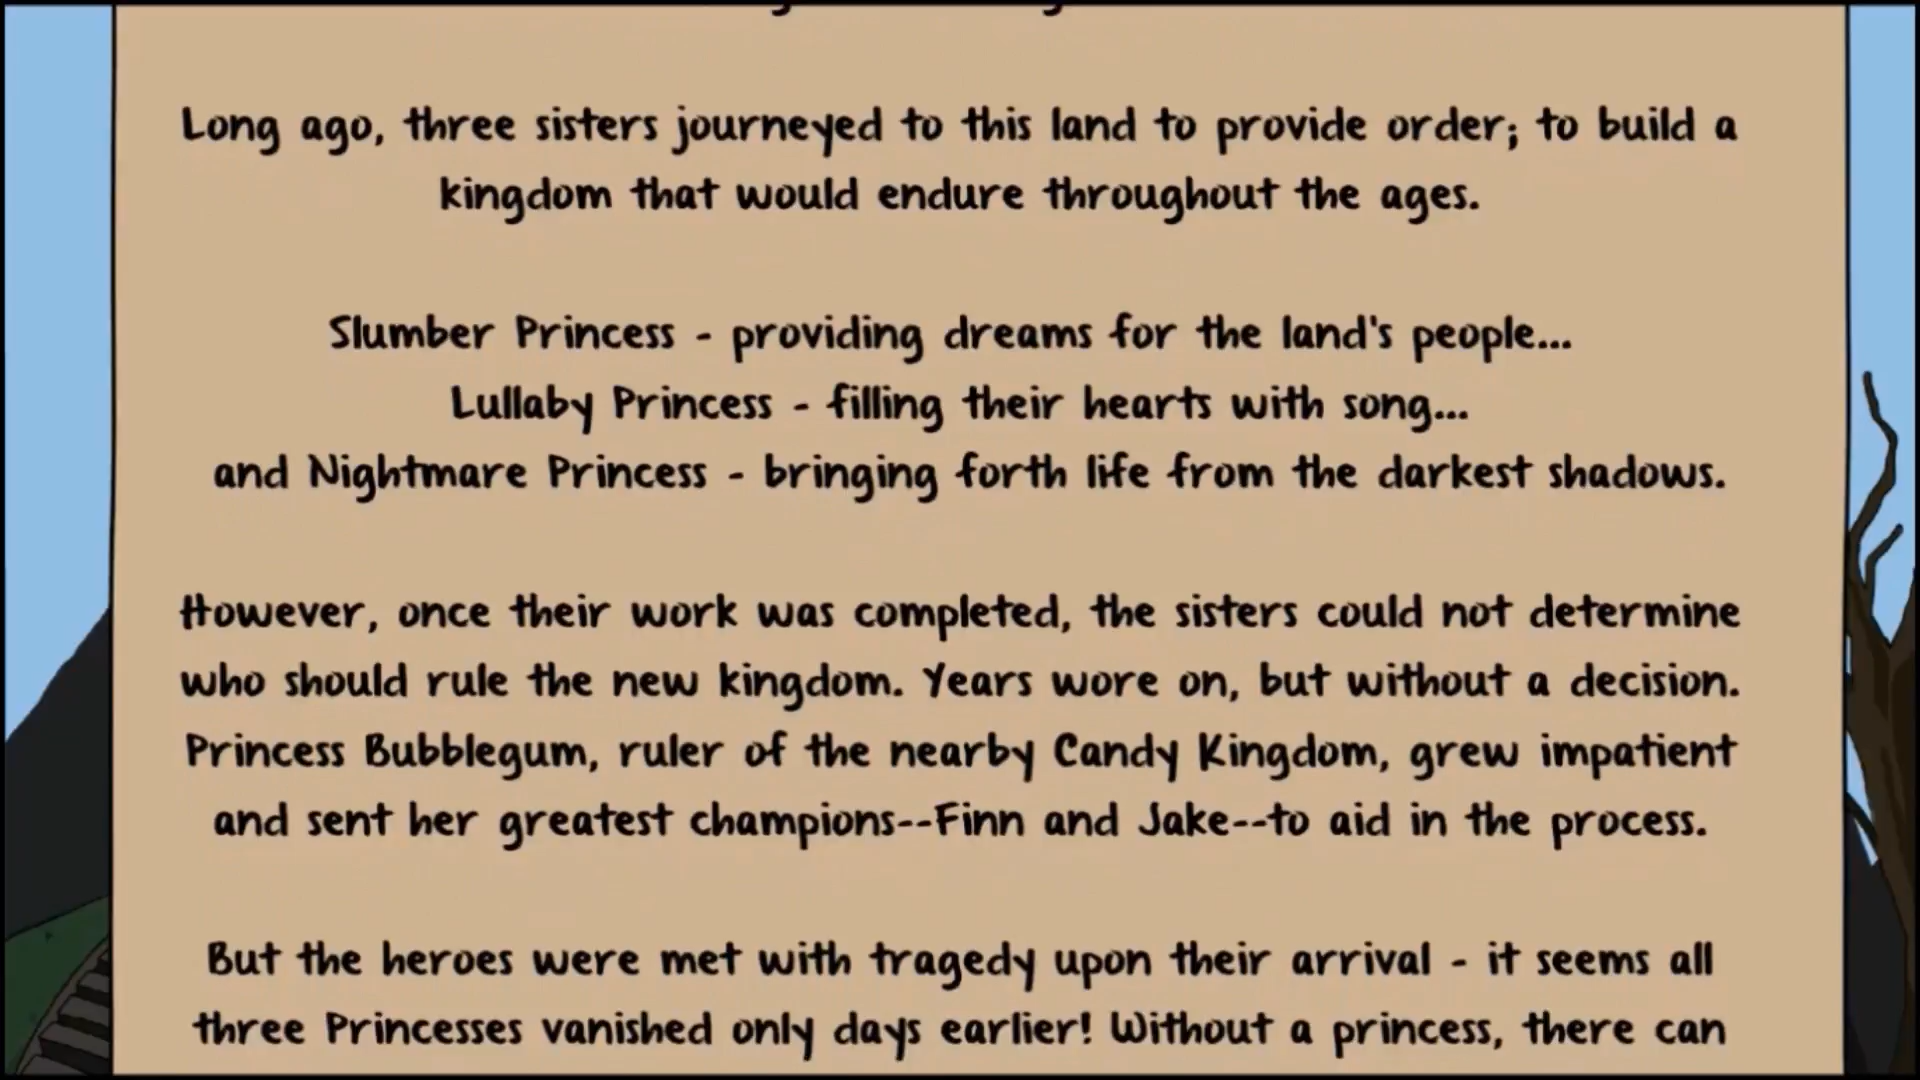 Long ago, three sisters journeyed to this land to provide order; to build a
kingdom that would endure throughout the ages.
Slumber Princess - providing dreams for the land's people...
Lullaby Princess - filling their hearts with song...
and Nightmare Princess - bringing forth life from the darkest shadows.
However, once their work was completed, the sisters could not determine
who should rule the new kingdom. Years wore on, but without a decision.
Princess Bubblegum, ruler of the nearby Candy Kingdom, grew impatient
and sent her greatest champions--Finn and Jake--to aid in the process.
But the heroes were met with tragedy upon their arrival - it seems all
three Princesses vanished only days earlier! Without a princess, there can